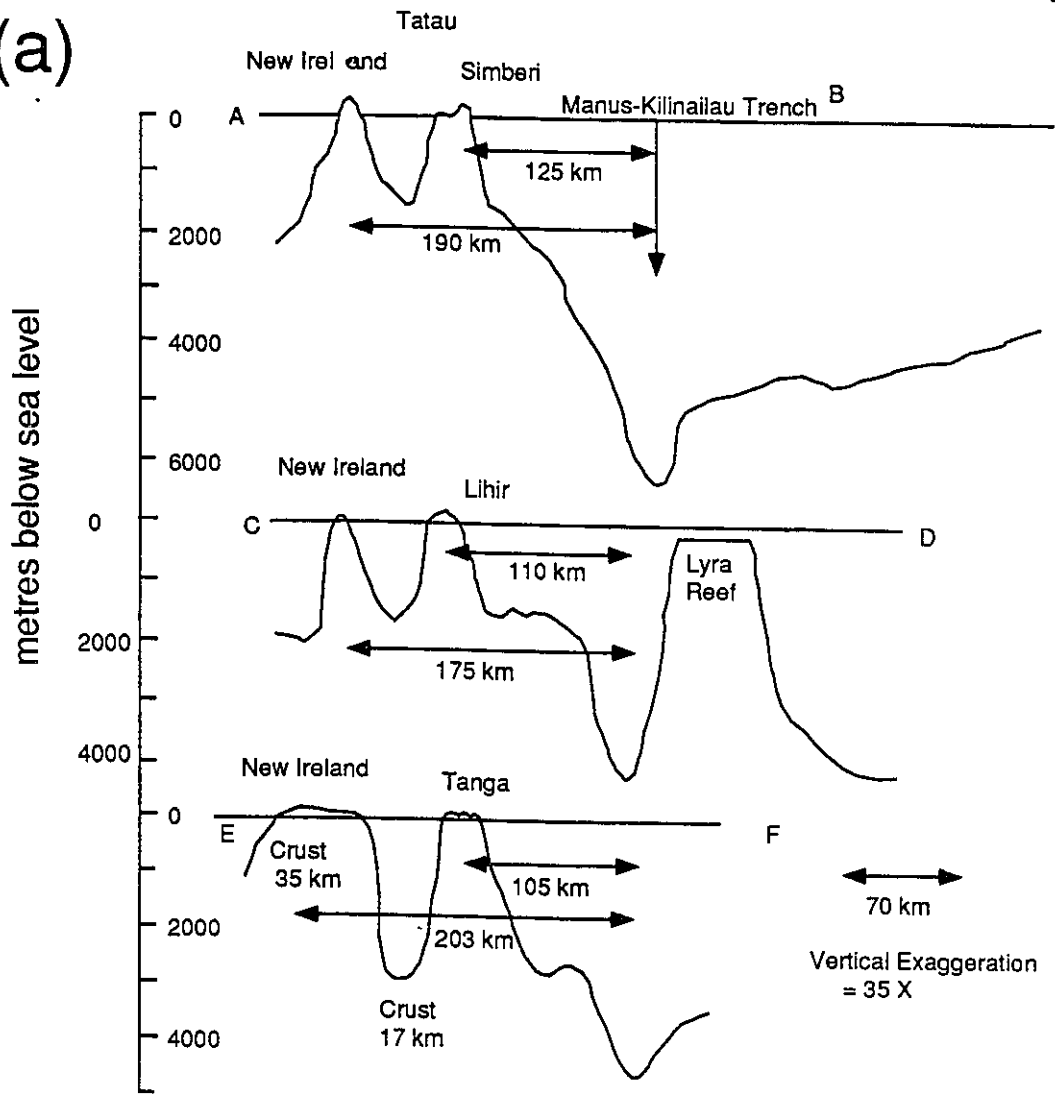 (a)
Tatau
New Ireland
Simberi
Manus-Kilinailau Trench
B
0
A
125 km
2000
190 km
4000
6000
metres below sea level
New Ireland
Lihir
0
C
D
110 km
Lyra
Reef
2000
175 km
4000
New Ireland
Tanga
0
E
F
Crust
35 km
105 km
70 km
2000
203 km
Vertical Exaggeration
= 35 X
Crust
17 km
4000